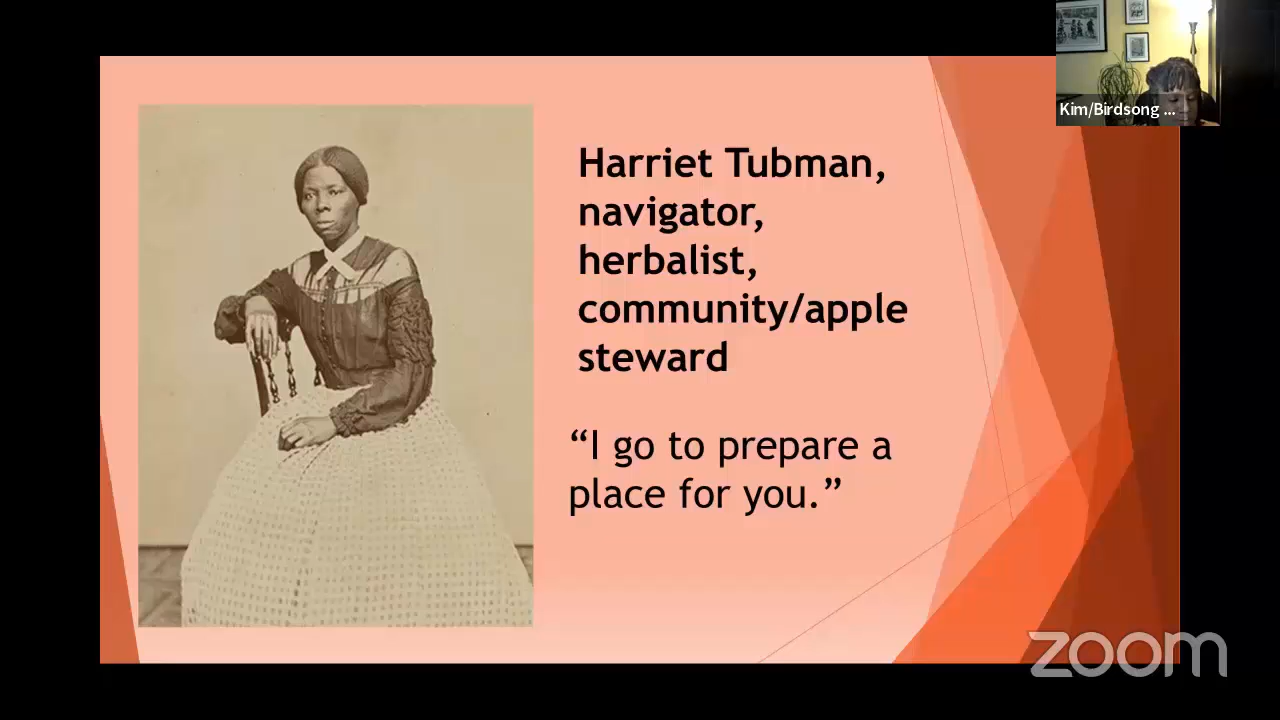 Kim/Birdsong ...
Harriet Tubman,
navigator,
herbalist,
community/apple
steward
“I go to prepare a
place for you.”
zoom